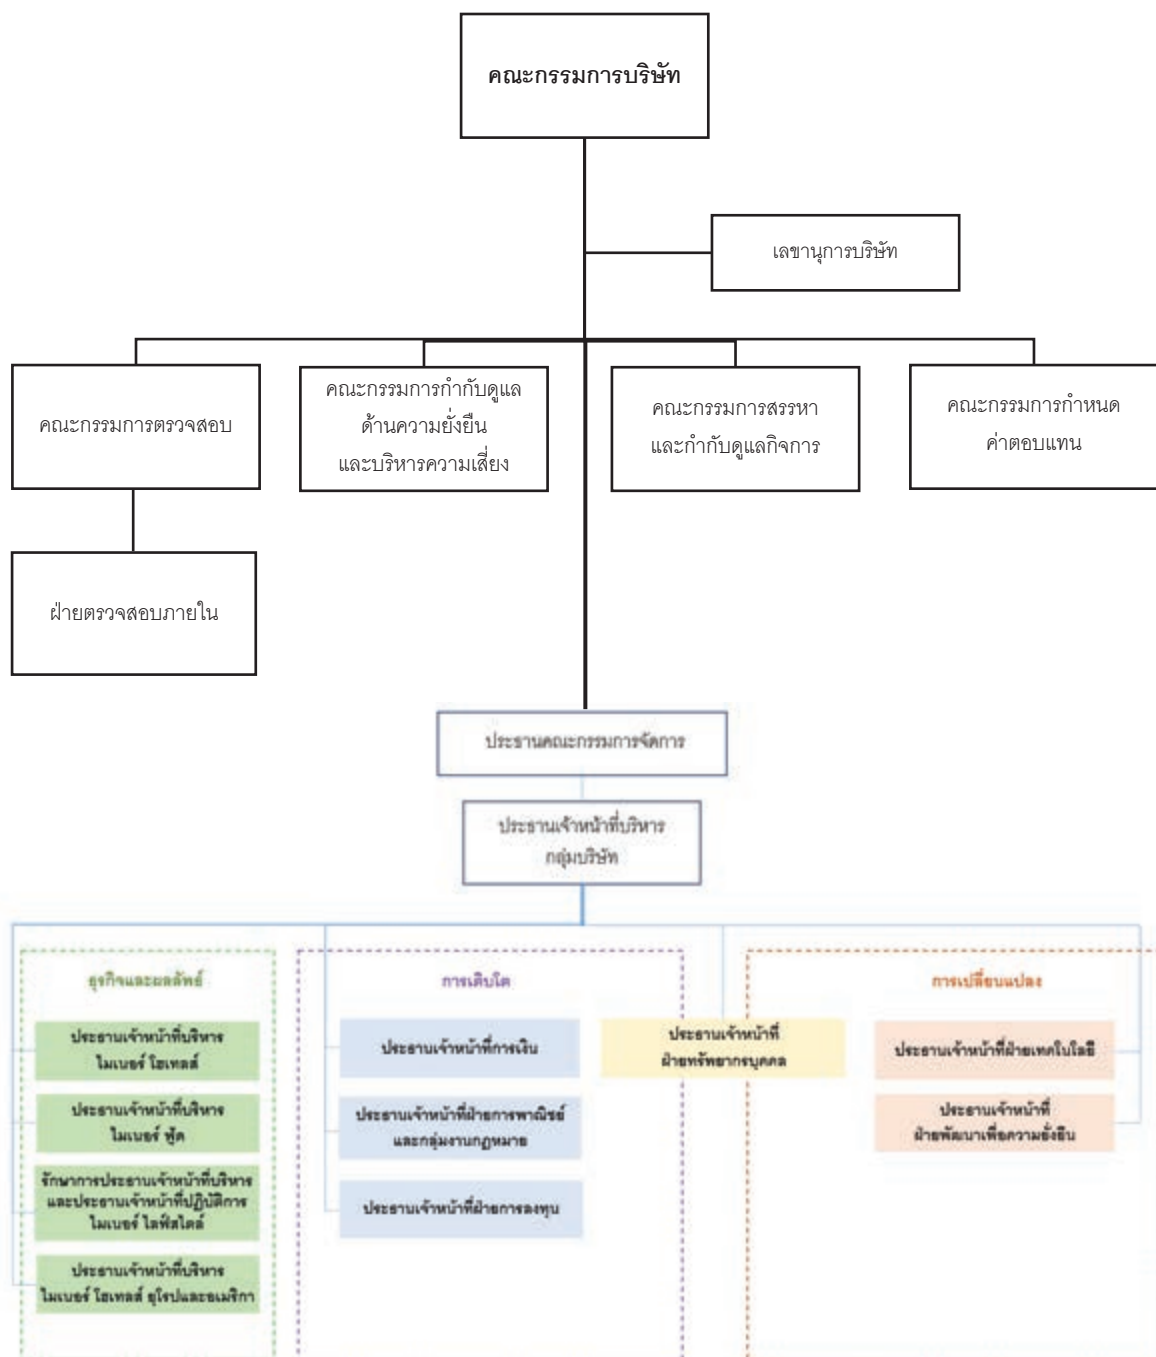 คณะกรรมการบริษัท
เลขานุการบริษัท
คณะกรรมการตรวจสอบ
คณะกรรมการกำกับดูแล
ด้านความยั่งยืน
และบริหารความเสี่ยง
คณะกรรมการสรรหา
และกำกับดูแลกิจการ
คณะกรรมการกำหนด
ค่าตอบแทน
ฝ่ายตรวจสอบภายใน
ประธานคณะกรรมการจัดการ
ประธานเจ้าหน้าที่บริหาร
กลุ่มบริษัท
ธุรกิจและผลลัพธ์
ประธานเจ้าหน้าที่บริหาร
ไมเนอร์ โฮเทลส์
ประธานเจ้าหน้าที่บริหาร
ไมเนอร์ ฟู้ด
รักษาการประธานเจ้าหน้าที่บริหาร
และประธานเจ้าหน้าที่ปฏิบัติการ
ไมเนอร์ ไลฟ์สไตล์
ประธานเจ้าหน้าที่บริหาร
ไมเนอร์ โฮเทลส์ ยุโรปและอเมริกา
การเติบโต
ประธานเจ้าหน้าที่การเงิน
ประธานเจ้าหน้าที่ฝ่ายการพาณิชย์
และกลุ่มงานกฎหมาย
ประธานเจ้าหน้าที่ฝ่ายการลงทุน
ประธานเจ้าหน้าที่
ฝ่ายทรัพยากรบุคคล
การเปลี่ยนแปลง
ประธานเจ้าหน้าที่ฝ่ายเทคโนโลยี
ประธานเจ้าหน้าที่
ฝ่ายพัฒนาเพื่อความยั่งยืน